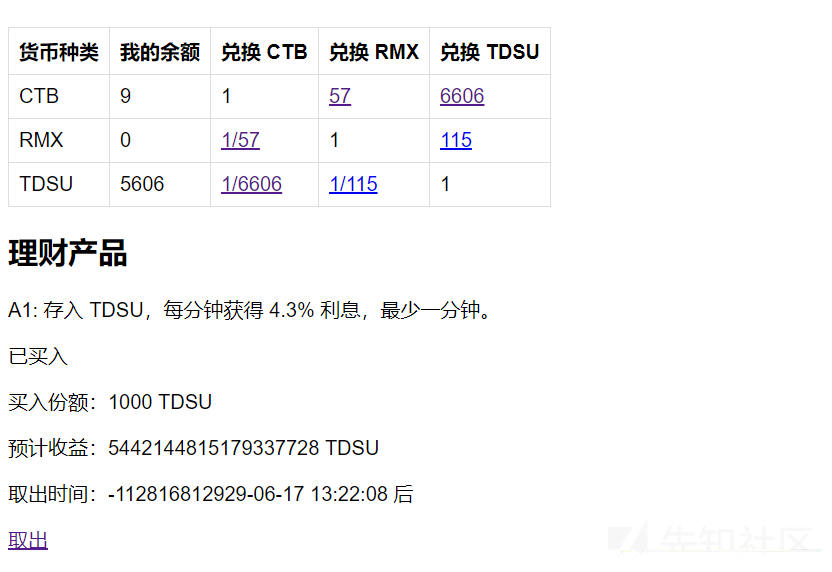 货币种类 我的余额 兑换 CTB 兑换 RMX 兑换 TDSU
CTB 9 1 57 6606
RMX 0 1/57 1 115
TDSU 5606 1/6606 1/115 1
理财产品
A1: 存入 TDSU，每分钟获得 4.3% 利息，最少一分钟。
已买入
买入份额：1000 TDSU
预计收益：5442144815179337728 TDSU
取出时间：-112816812929-06-17 13:22:08 后
取出
先知社区